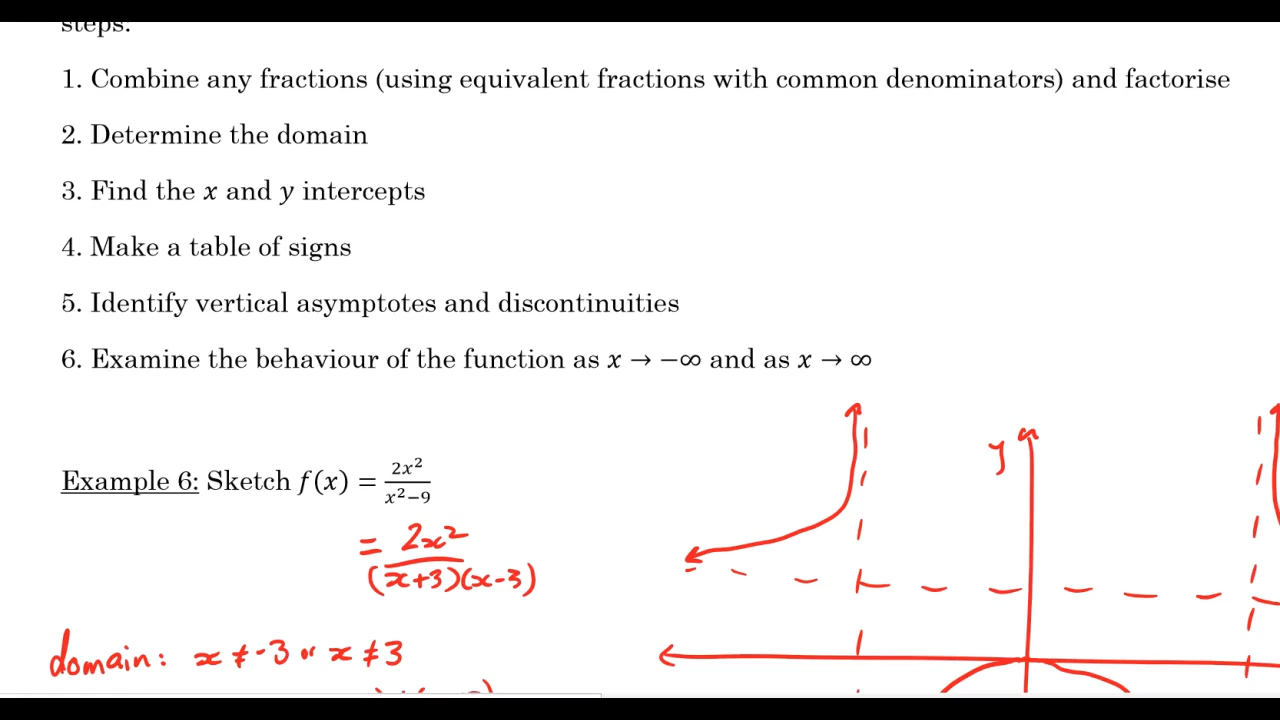 steps:
1. Combine any fractions (using equivalent fractions with common denominators) and factorise
2. Determine the domain
3. Find the x and y intercepts
4. Make a table of signs
5. Identify vertical asymptotes and discontinuities
6. Examine the behaviour of the function as x → −∞ and as x → ∞
y
Example 6: Sketch f(x) = 2x²/(x²−9)
= 2x²/((x+3)(x-3))
domain: x ≠ -3 or x ≠ 3